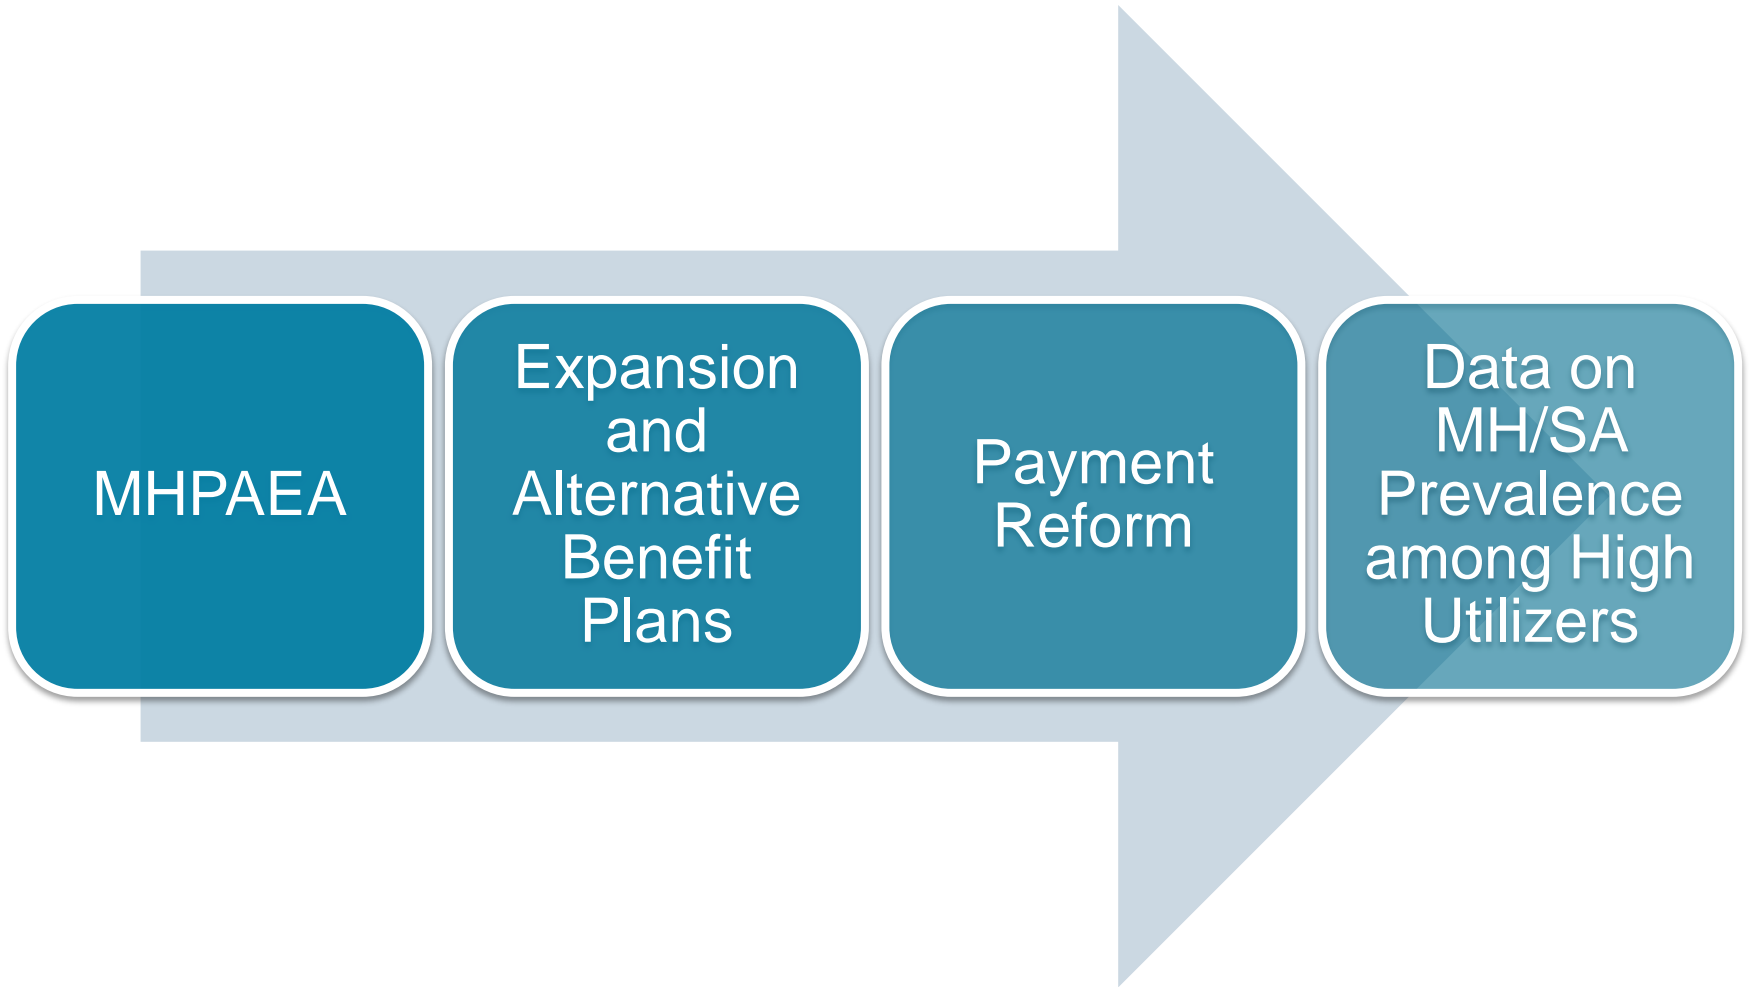 MHPAEA
Expansion
and
Alternative
Benefit
Plans
Payment
Reform
Data on
MH/SA
Prevalence
among High
Utilizers